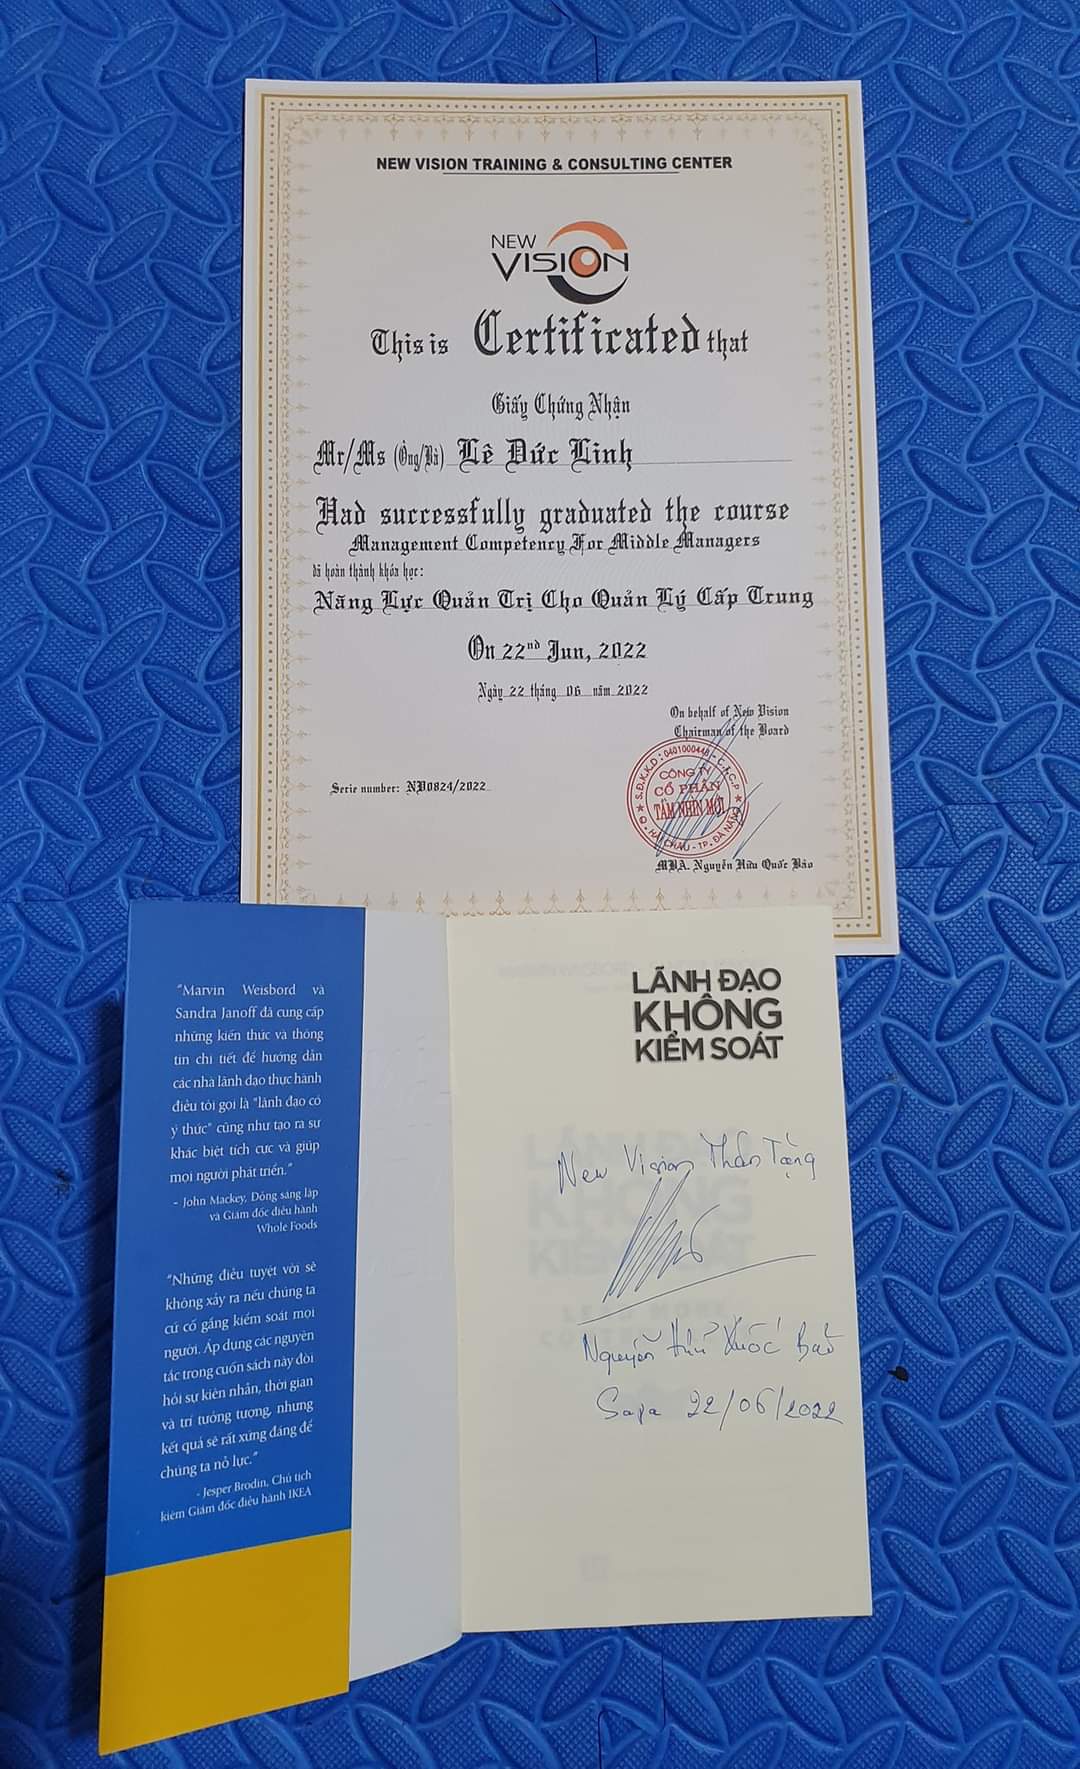 NEW VISION TRAINING & CONSULTING CENTER
NEW
VISION
This is Certificated that
Giấy Chứng Nhận
Mr/Ms (Ông/Bà) Lê Đức Linh
Had successfully graduated the course
Management Competency For Middle Managers
đã hoàn thành khóa học:
Năng Lực Quản Trị Cho Quản Lý Cấp Trung
On 22nd Jun, 2022
Ngày 22 tháng 06 năm 2022
On behalf of New Vision
Chairman of the Board
Serie number: NV0824/2022
S.Đ.K.K.D: 0401000448 - C.T.C.P
CÔNG TY
CỔ PHẦN
TẦM NHÌN MỚI
Q. HẢI CHÂU - TP. ĐÀ NẴNG
MBA. Nguyễn Hữu Quốc Bảo
"Marvin Weisbord và
Sandra Janoff đã cung cấp
những kiến thức và thông
tin chi tiết để hướng dẫn
các nhà lãnh đạo thực hành
điều tôi gọi là "lãnh đạo có
ý thức" cũng như tạo ra sự
khác biệt tích cực và giúp
mọi người phát triển."
- John Mackey, Đồng sáng lập
và Giám đốc điều hành
Whole Foods
"Những điều tuyệt vời sẽ
không xảy ra nếu chúng ta
cứ cố gắng kiểm soát mọi
người. Áp dụng các nguyên
tắc trong cuốn sách này đòi
hỏi sự kiên nhẫn, thời gian
và trí tưởng tượng, nhưng
kết quả sẽ rất xứng đáng để
chúng ta nỗ lực."
- Jesper Brodin, Chủ tịch
kiêm Giám đốc điều hành IKEA
LÃNH ĐẠO
KHÔNG
KIỂM SOÁT
New Vision Thân Tặng
Nguyễn Hữu Quốc Bảo
Sapa 22/06/2022